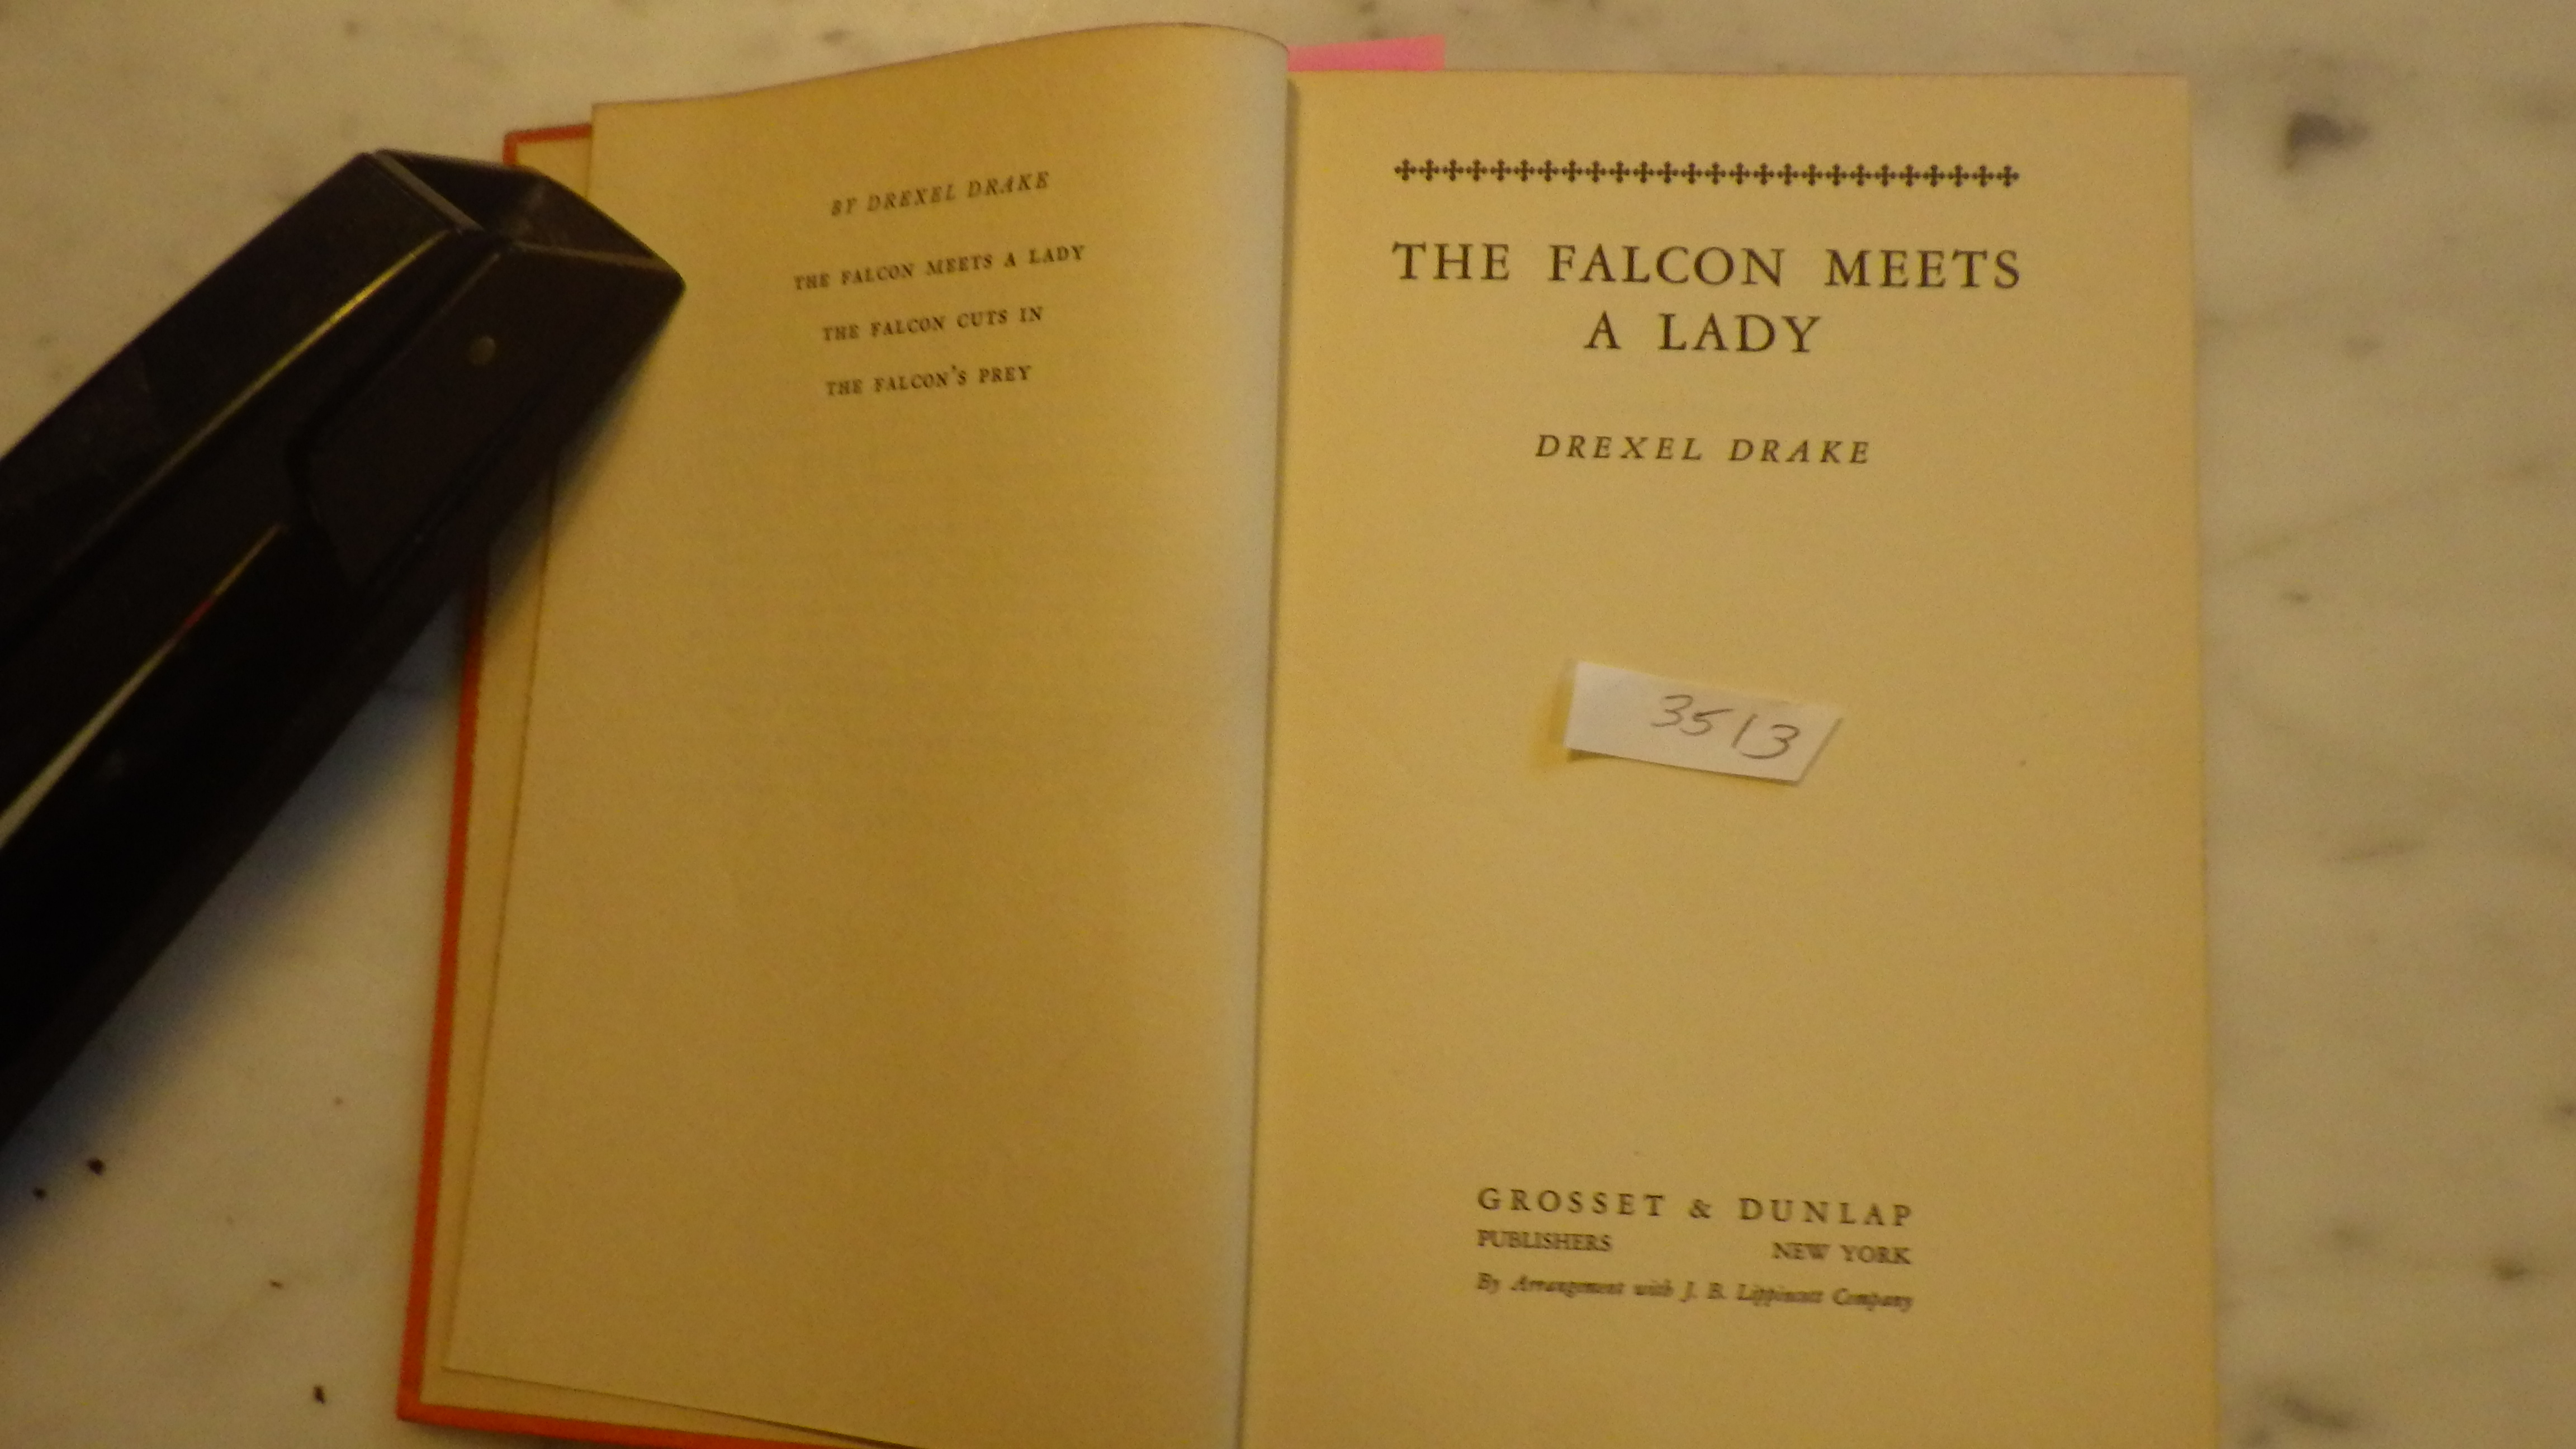 BY DREXEL DRAKE
THE FALCON MEETS A LADY
THE FALCON CUTS IN
THE FALCON'S PREY
THE FALCON MEETS
A LADY
DREXEL DRAKE
3513
GROSSET & DUNLAP
PUBLISHERS NEW YORK
By Arrangement with J. B. Lippincott Company